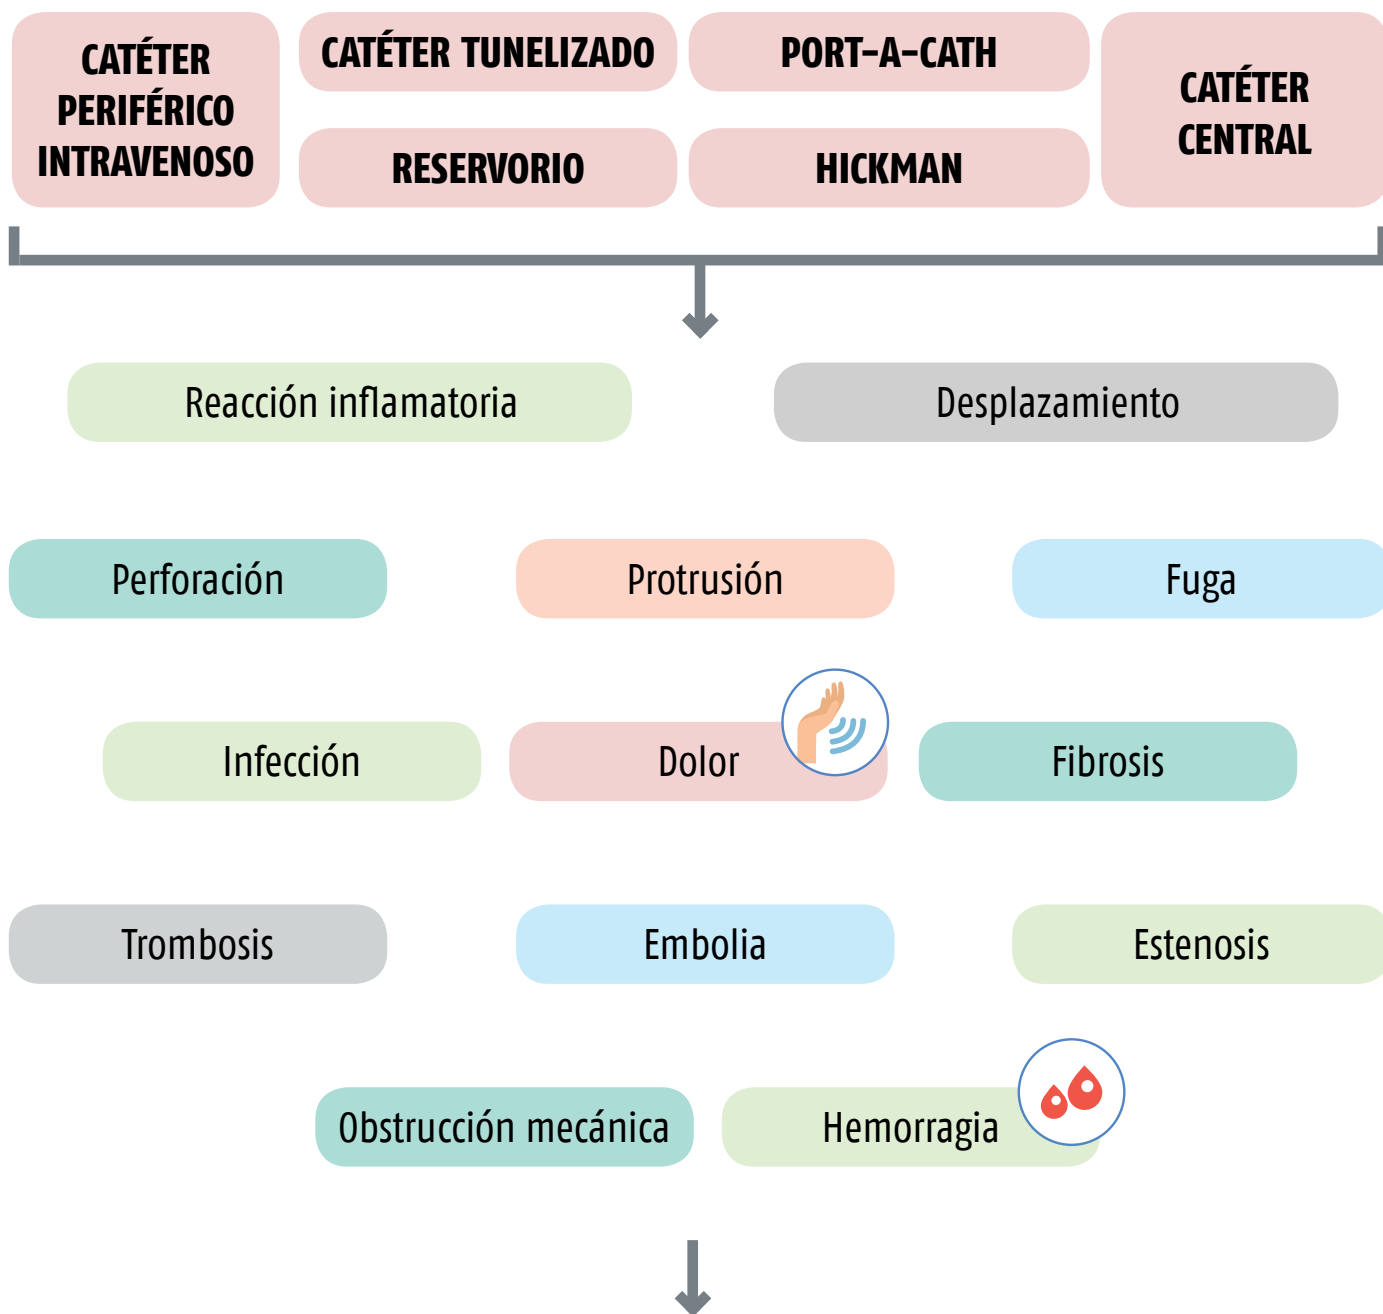 CATÉTER
PERIFÉRICO
INTRAVENOSO
CATÉTER TUNELIZADO
PORT-A-CATH
RESERVORIO
HICKMAN
CATÉTER
CENTRAL
Reacción inflamatoria
Desplazamiento
Perforación
Protrusión
Fuga
Infección
Dolor
Fibrosis
Trombosis
Embolia
Estenosis
Obstrucción mecánica
Hemorragia